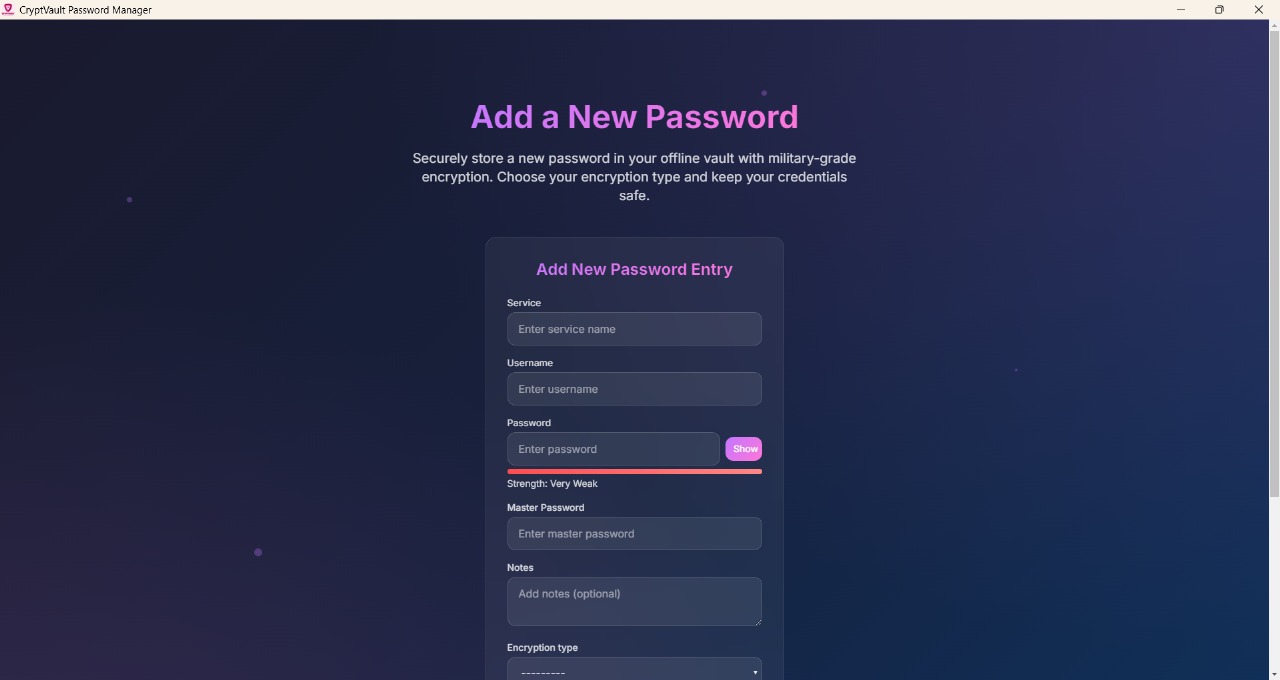 CryptVault Password Manager
Add a New Password
Securely store a new password in your offline vault with military-grade
encryption. Choose your encryption type and keep your credentials
safe.
Add New Password Entry
Service
Enter service name
Username
Enter username
Password
Enter password
Show
Strength: Very Weak
Master Password
Enter master password
Notes
Add notes (optional)
Encryption type
---------